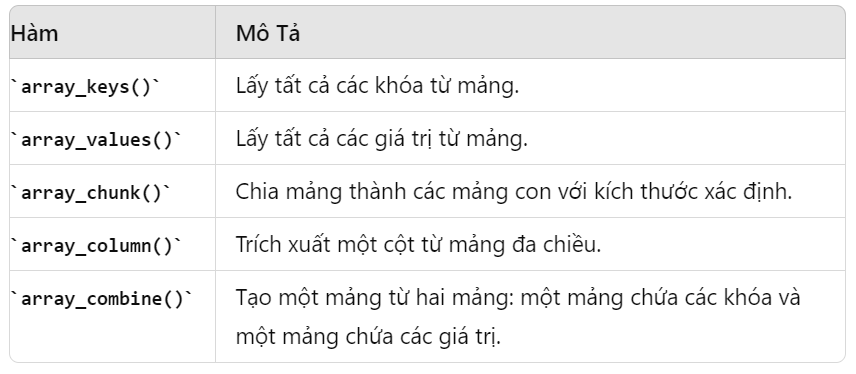 Hàm Mô Tả
`array_keys()` Lấy tất cả các khóa từ mảng.
`array_values()` Lấy tất cả các giá trị từ mảng.
`array_chunk()` Chia mảng thành các mảng con với kích thước xác định.
`array_column()` Trích xuất một cột từ mảng đa chiều.
`array_combine()` Tạo một mảng từ hai mảng: một mảng chứa các khóa và
một mảng chứa các giá trị.